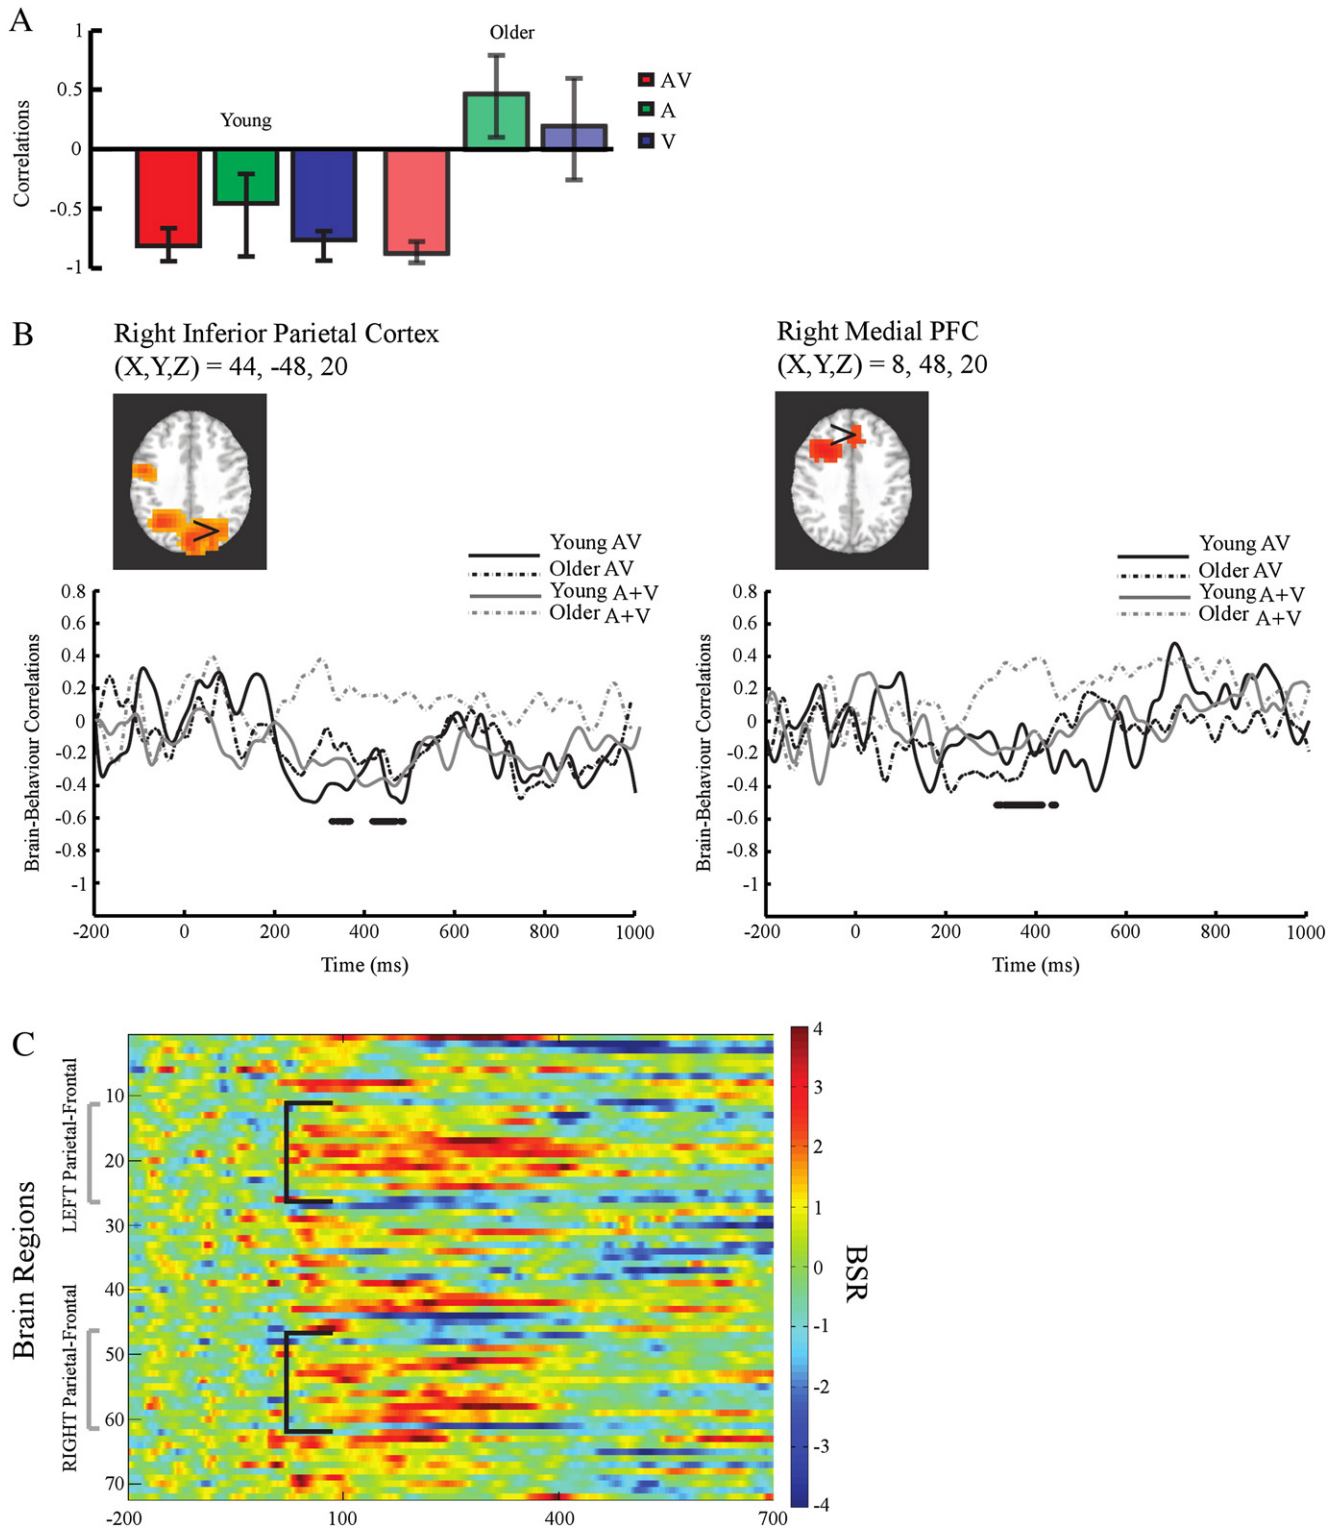 A
Correlations
1
0.5
0
-0.5
-1
Young
Older
AV
A
V
B
Right Inferior Parietal Cortex
(X,Y,Z) = 44, -48, 20
>
Young AV
Older AV
Young A+V
Older A+V
Brain-Behaviour Correlations
0.8
0.6
0.4
0.2
0
-0.2
-0.4
-0.6
-0.8
-1
-200 0 200 400 600 800 1000
Time (ms)
Right Medial PFC
(X,Y,Z) = 8, 48, 20
>
Young AV
Older AV
Young A+V
Older A+V
Brain-Behaviour Correlations
0.8
0.6
0.4
0.2
0
-0.2
-0.4
-0.6
-0.8
-1
-200 0 200 400 600 800 1000
Time (ms)
C
Brain Regions
LEFT Parietal-Frontal
RIGHT Parietal-Frontal
10
20
30
40
50
60
70
-200 100 400 700
4
3
2
1
0
-1
-2
-3
-4
BSR